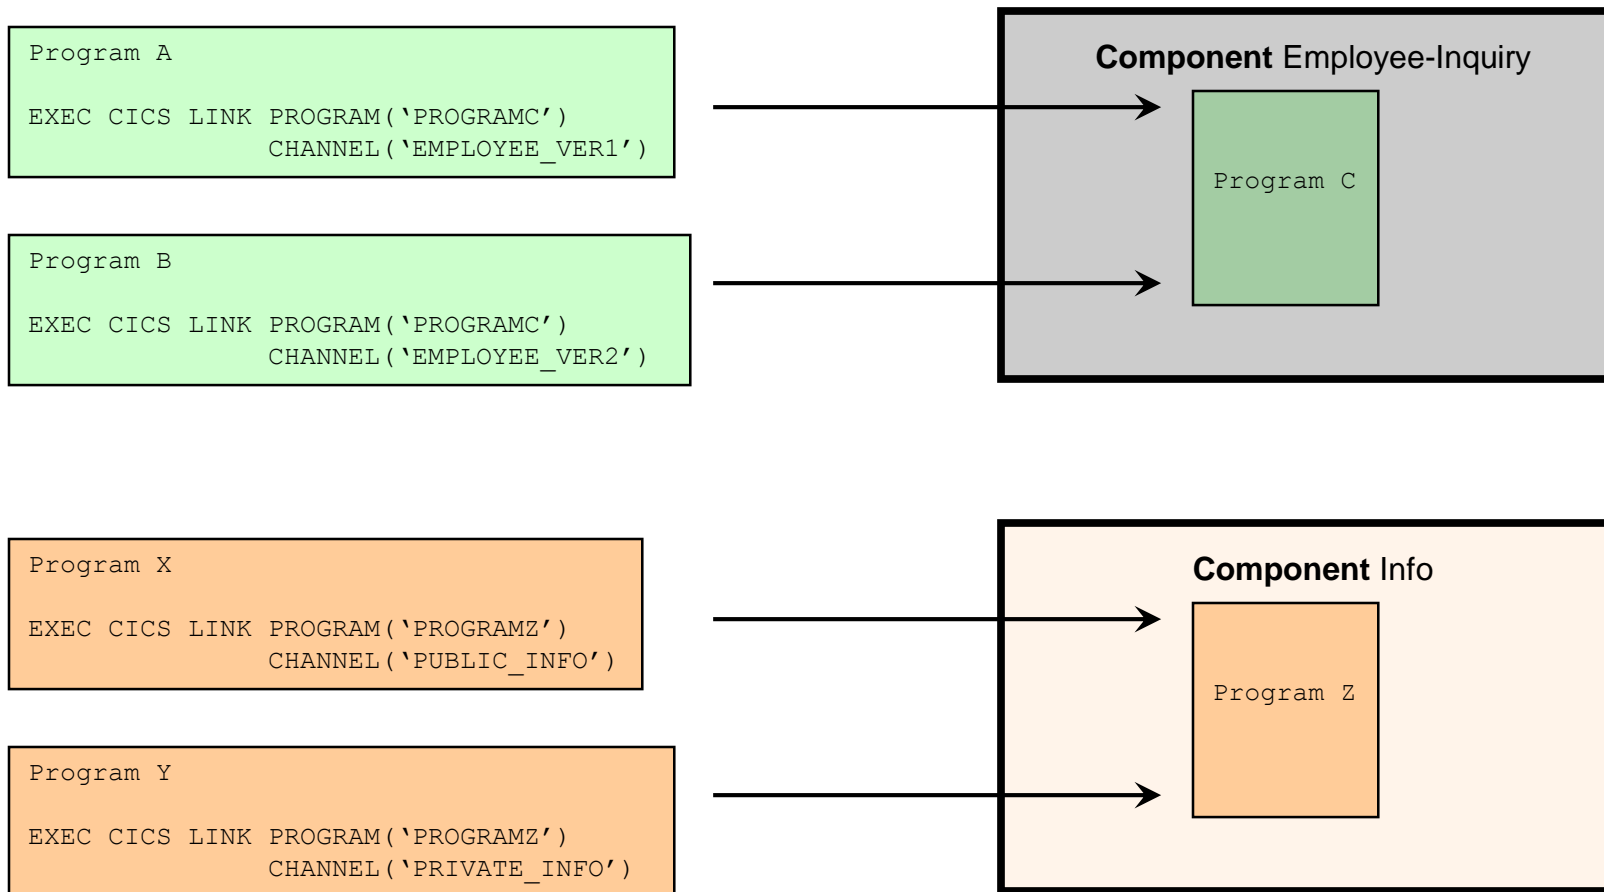 Program A
EXEC CICS LINK PROGRAM(‘PROGRAMC’)
CHANNEL(‘EMPLOYEE_VER1’)
Component Employee-Inquiry
Program C
Program B
EXEC CICS LINK PROGRAM(‘PROGRAMC’)
CHANNEL(‘EMPLOYEE_VER2’)
Program X
EXEC CICS LINK PROGRAM(‘PROGRAMZ’)
CHANNEL(‘PUBLIC_INFO’)
Component Info
Program Z
Program Y
EXEC CICS LINK PROGRAM(‘PROGRAMZ’)
CHANNEL(‘PRIVATE_INFO’)